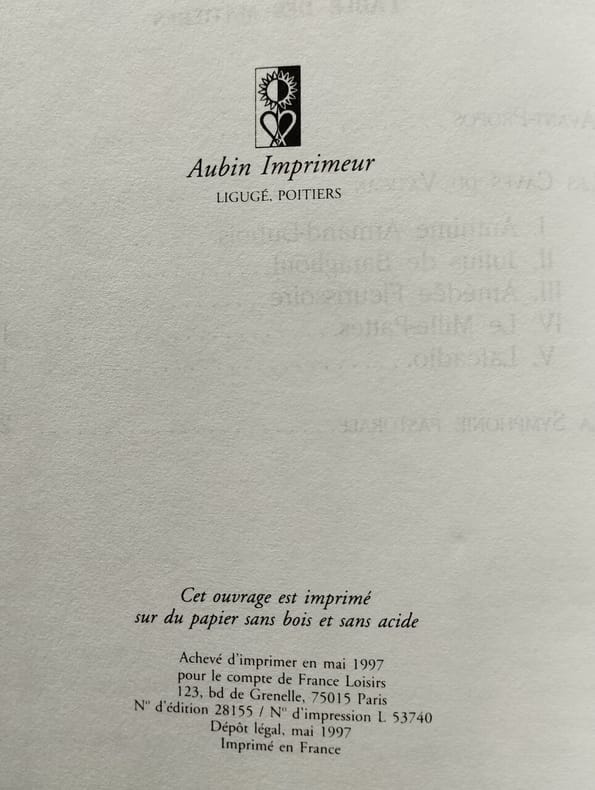 Aubin Imprimeur
LIGUGÉ, POITIERS
Cet ouvrage est imprimé
sur du papier sans bois et sans acide
Achevé d'imprimer en mai 1997
pour le compte de France Loisirs
123, bd de Grenelle, 75015 Paris
N° d'édition 28155 / N° d'impression L 53740
Dépôt légal, mai 1997
Imprimé en France